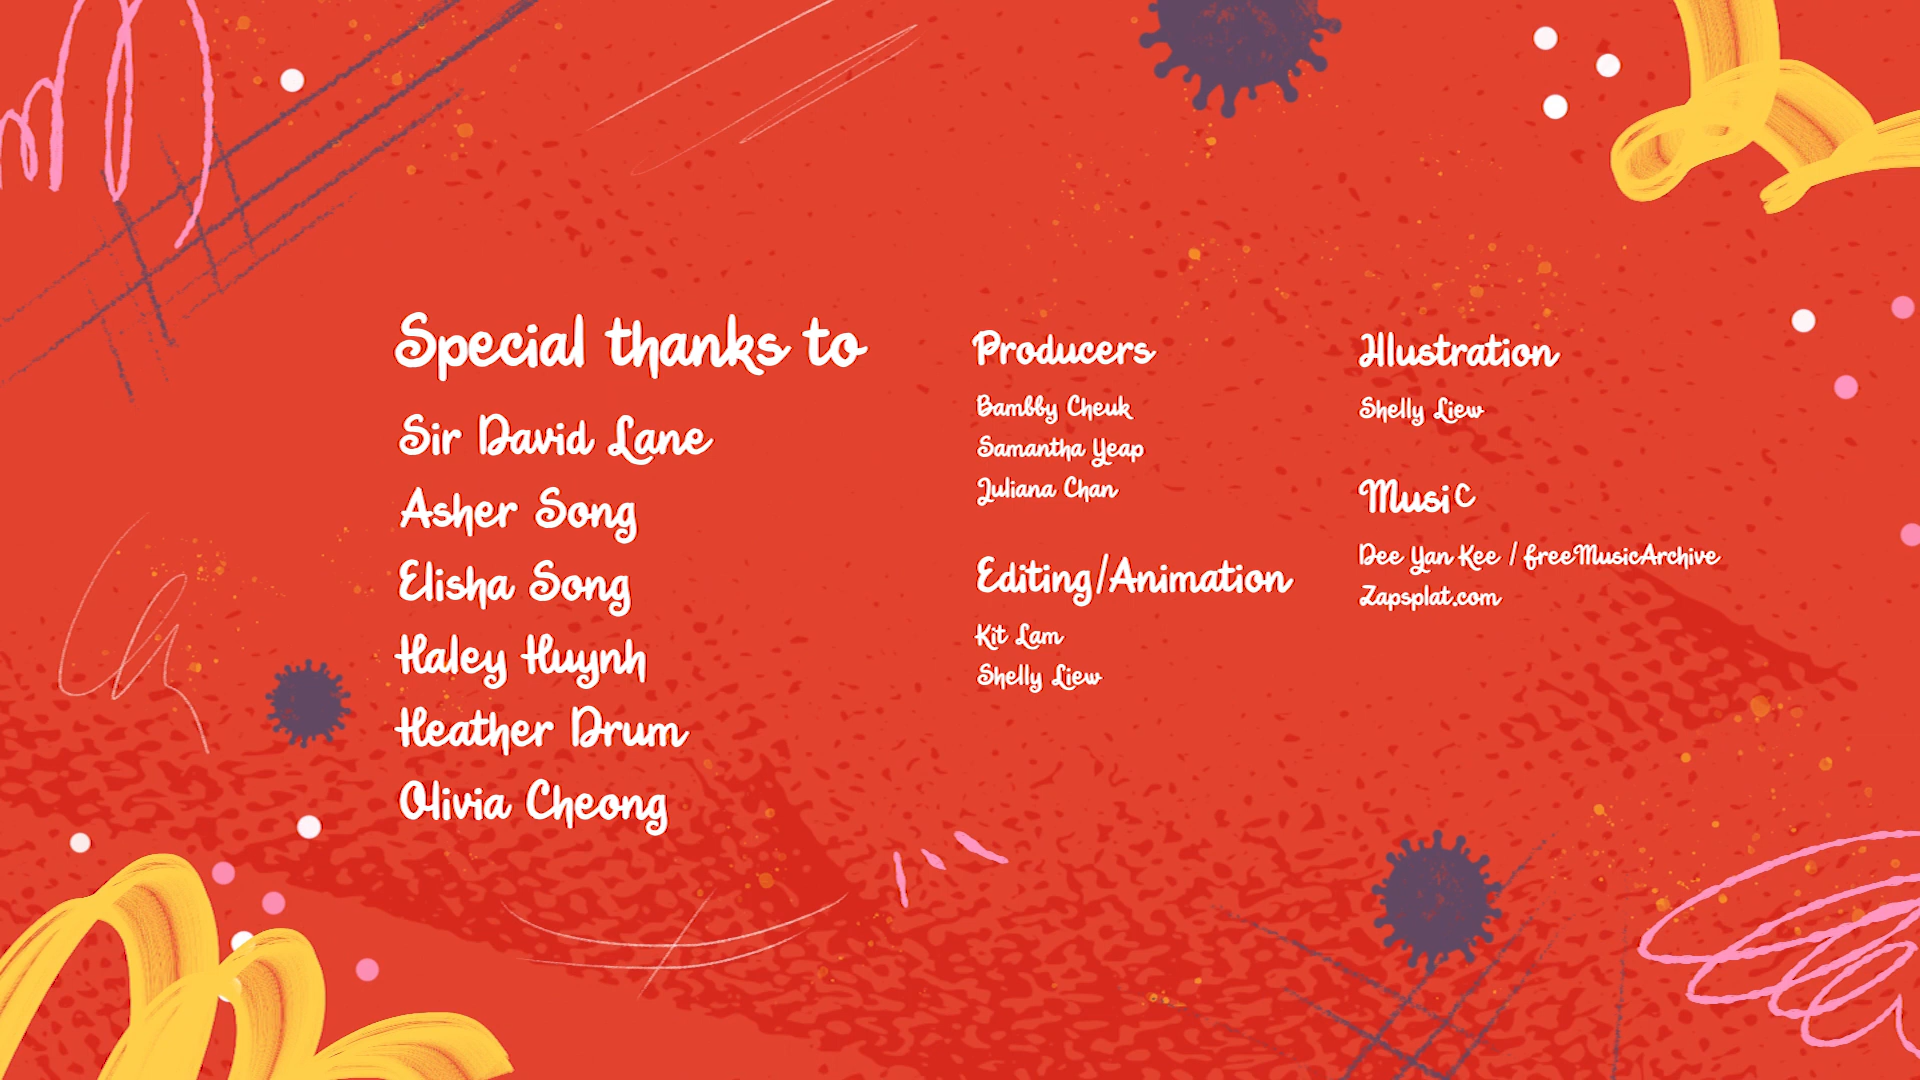 Special thanks to
Sir David Lane
Asher Song
Elisha Song
Haley Huynh
Heather Drum
Olivia Cheong
Producers
Bambby Cheuk
Samantha Yeap
Juliana Chan
Editing/Animation
Kit Lam
Shelly Liew
Illustration
Shelly Liew
Music
Dee Yan Kee / freeMusicArchive
Zapsplat.com